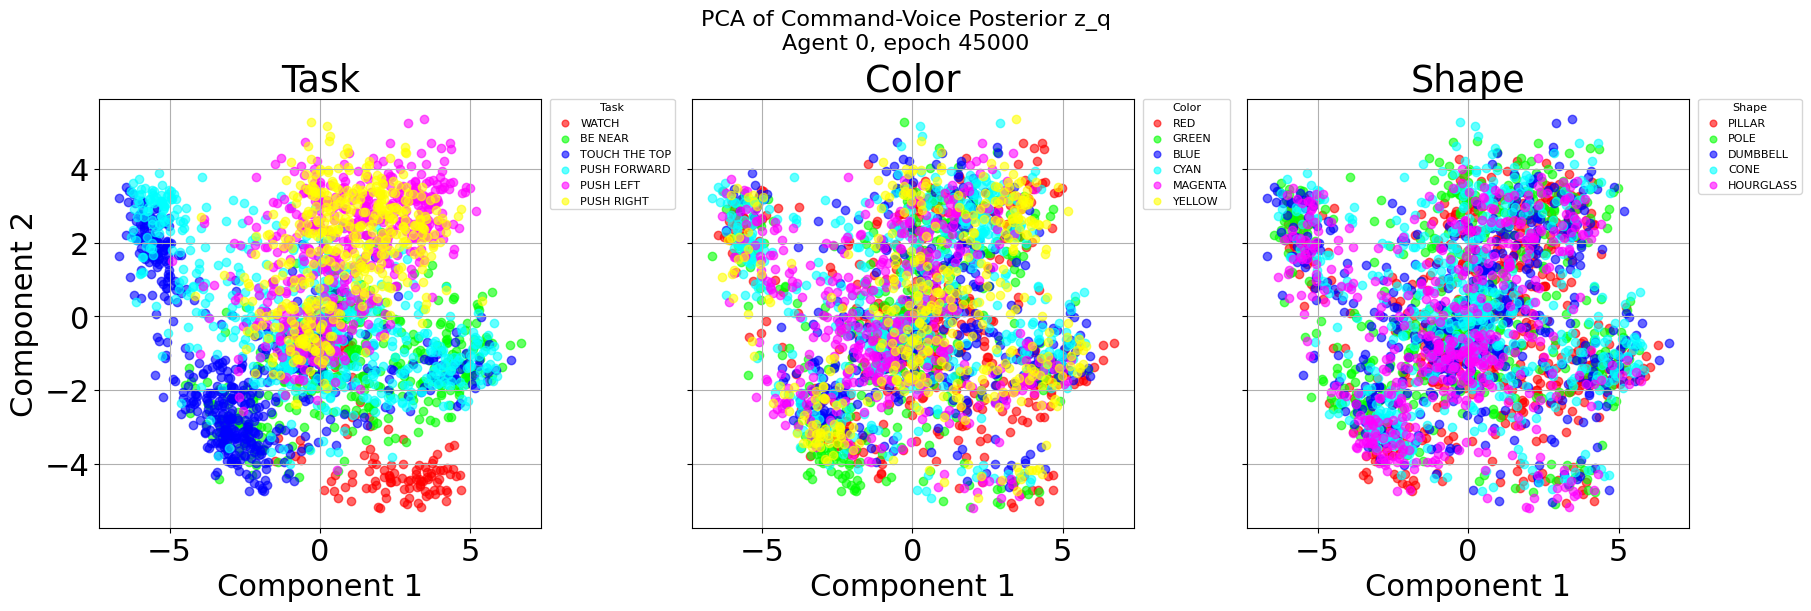 PCA of Command-Voice Posterior z_q
Agent 0, epoch 45000
Task
Component 2
4
2
0
−2
−4
−5 0 5
Component 1
Task
WATCH
BE NEAR
TOUCH THE TOP
PUSH FORWARD
PUSH LEFT
PUSH RIGHT
Color
−5 0 5
Component 1
Color
RED
GREEN
BLUE
CYAN
MAGENTA
YELLOW
Shape
−5 0 5
Component 1
Shape
PILLAR
POLE
DUMBBELL
CONE
HOURGLASS